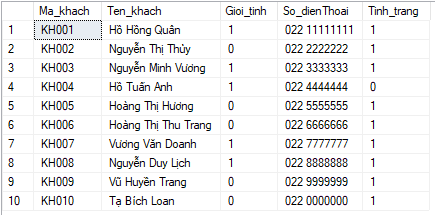 Ma_khach Ten_khach Gioi_tinh So_dienThoai Tinh_trang
1 KH001 Hồ Hồng Quân 1 022 11111111 1
2 KH002 Nguyễn Thị Thủy 0 022 2222222 1
3 KH003 Nguyễn Minh Vương 1 022 3333333 1
4 KH004 Hồ Tuấn Anh 1 022 4444444 0
5 KH005 Hoàng Thị Hương 0 022 5555555 1
6 KH006 Hoàng Thị Thu Trang 0 022 6666666 1
7 KH007 Vương Văn Doanh 1 022 7777777 1
8 KH008 Nguyễn Duy Lịch 1 022 8888888 1
9 KH009 Vũ Huyền Trang 0 022 9999999 1
10 KH010 Tạ Bích Loan 0 022 0000000 1